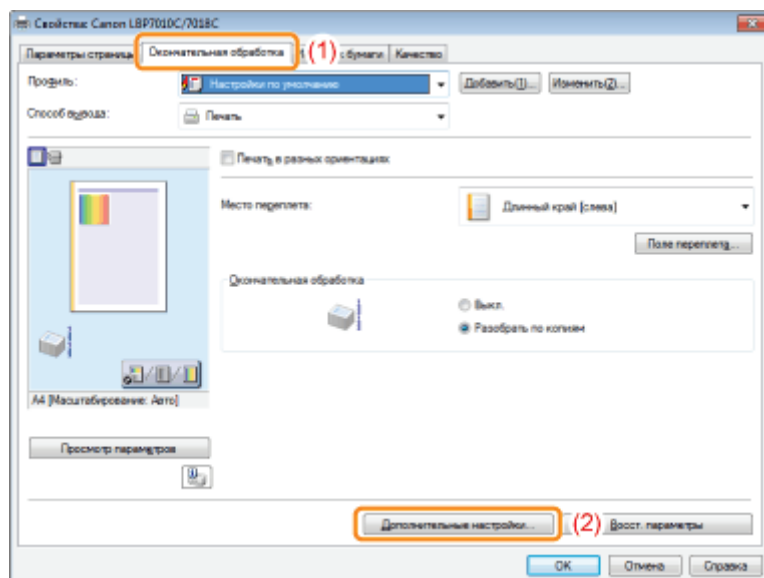 Свойства: Canon LBP7010C/7018C
Параметры страницы Окончательная обработка (1) бумаги Качество
Профиль: Настройки по умолчанию Добавить(1)... Изменить(2)...
Способ вывода: Печать
Печать в разных ориентациях
Место переплета: Длинный край [слева]
Поле переплета...
Окончательная обработка
Выкл.
Разобрать по копиям
A4 [Масштабирование: Авто]
Просмотр параметров
Дополнительные настройки... (2) Восст. параметры
OK Отмена Справка